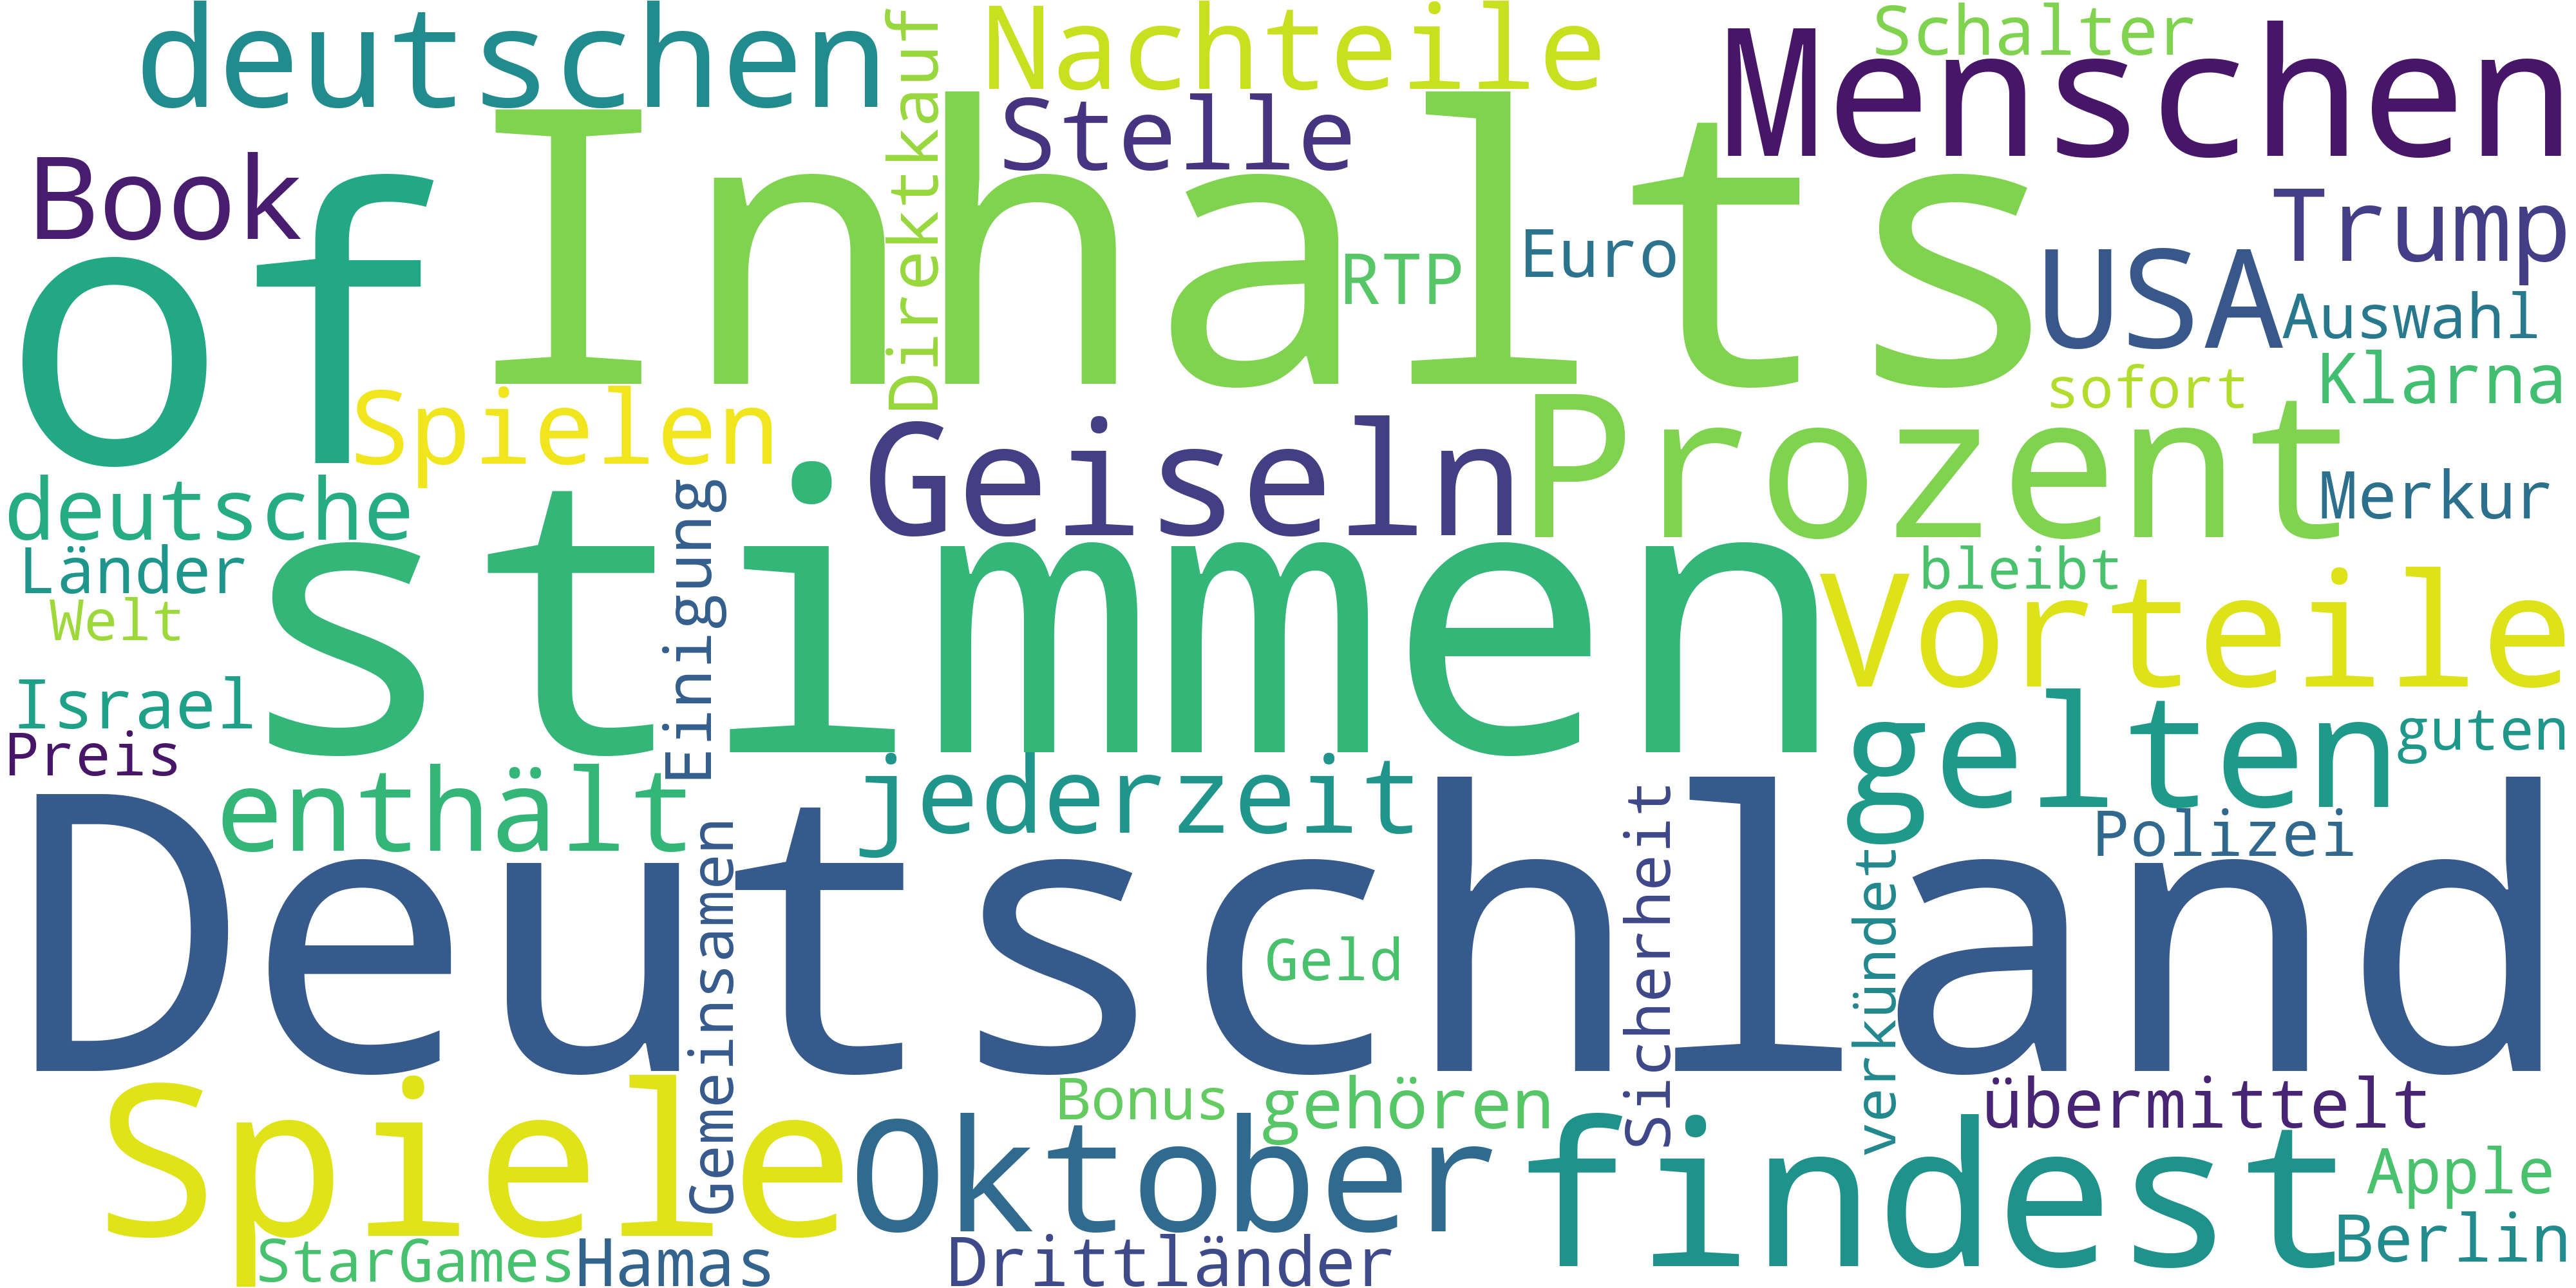 deutschen
Nachteile
Schalter
Menschen
Direktkauf
Stelle
Book
of
Inhalts
Trump
RTP
Euro
USA
Auswahl
Klarna
sofort
Spielen
Geiseln
Prozent
Merkur
deutsche
Einigung
Länder
stimmen
bleibt
Vorteile
Welt
Israel
gelten
guten
Preis
enthält
jederzeit
Sicherheit
Polizei
Deutschland
Gemeinsamen
Geld
verkündet
Spiele
Bonus
gehören
übermittelt
Oktober
findest
Apple
StarGames
Hamas
Drittländer
Berlin